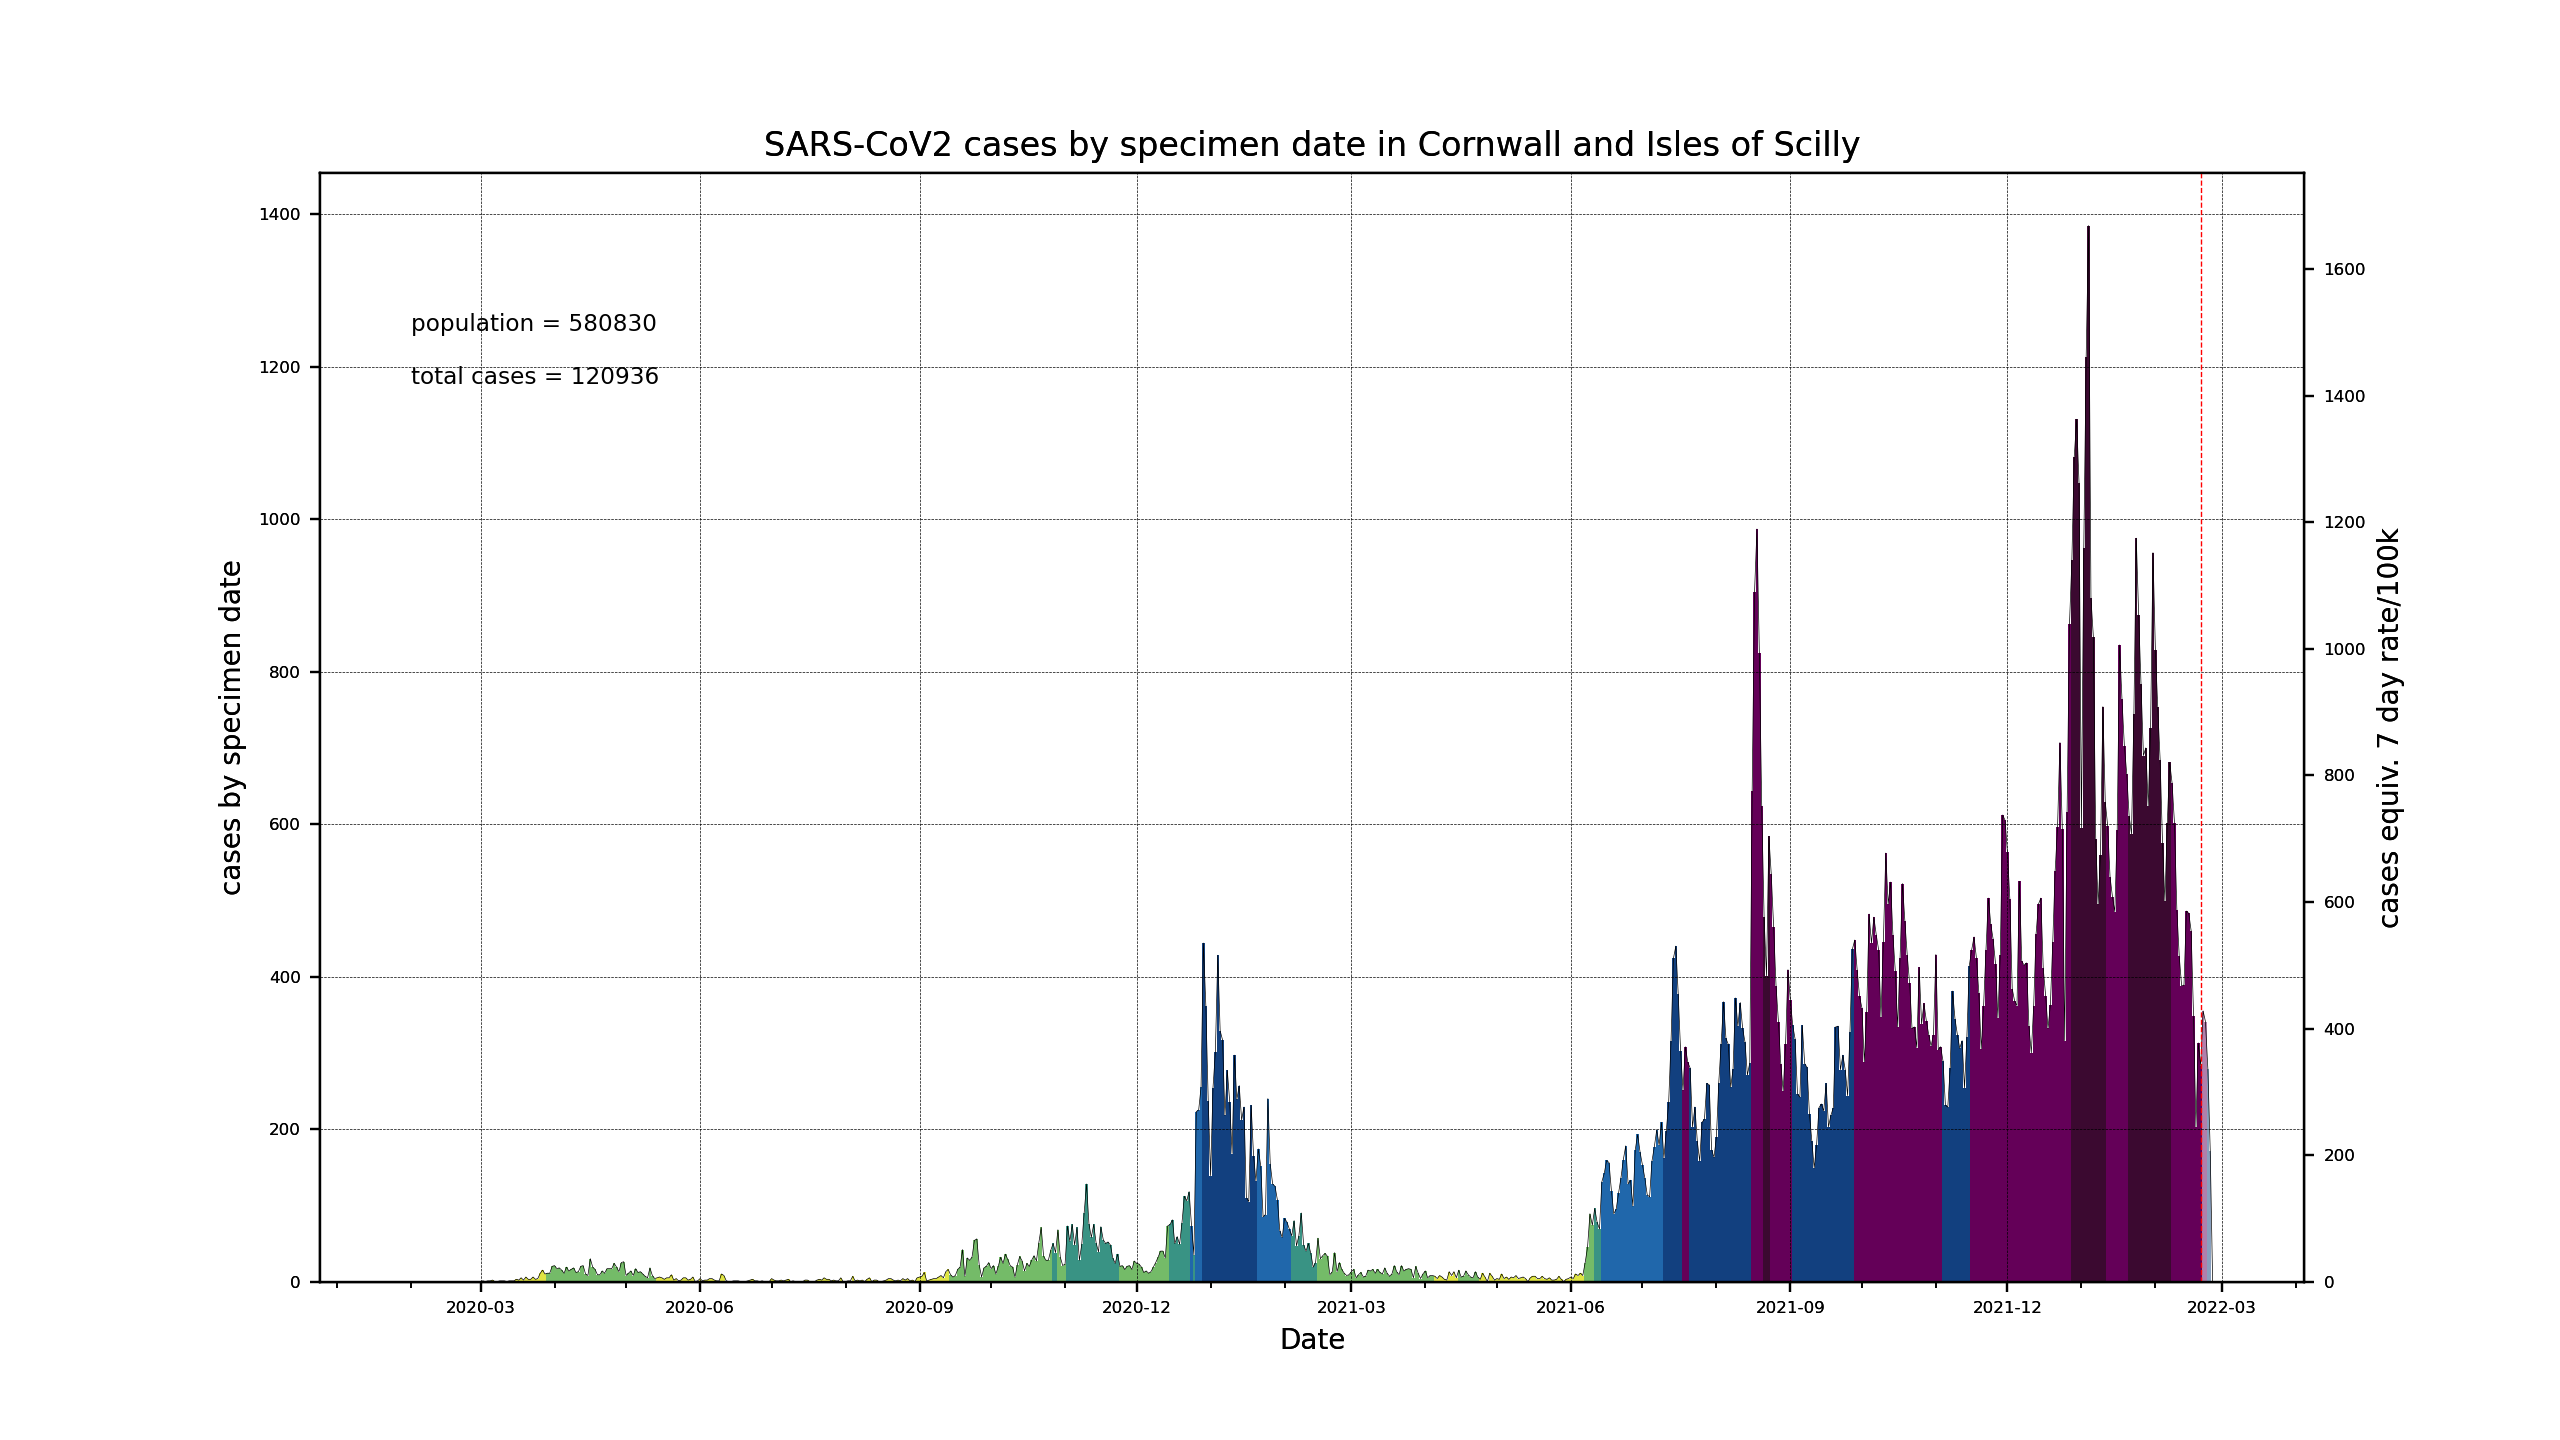 SARS-CoV2 cases by specimen date in Cornwall and Isles of Scilly
population = 580830
total cases = 120936
cases by specimen date
1400
1200
1000
800
600
400
200
0
1600
1400
1200
1000
800
600
400
200
0
cases equiv. 7 day rate/100k
2020-03 2020-06 2020-09 2020-12 2021-03 2021-06 2021-09 2021-12 2022-03
Date